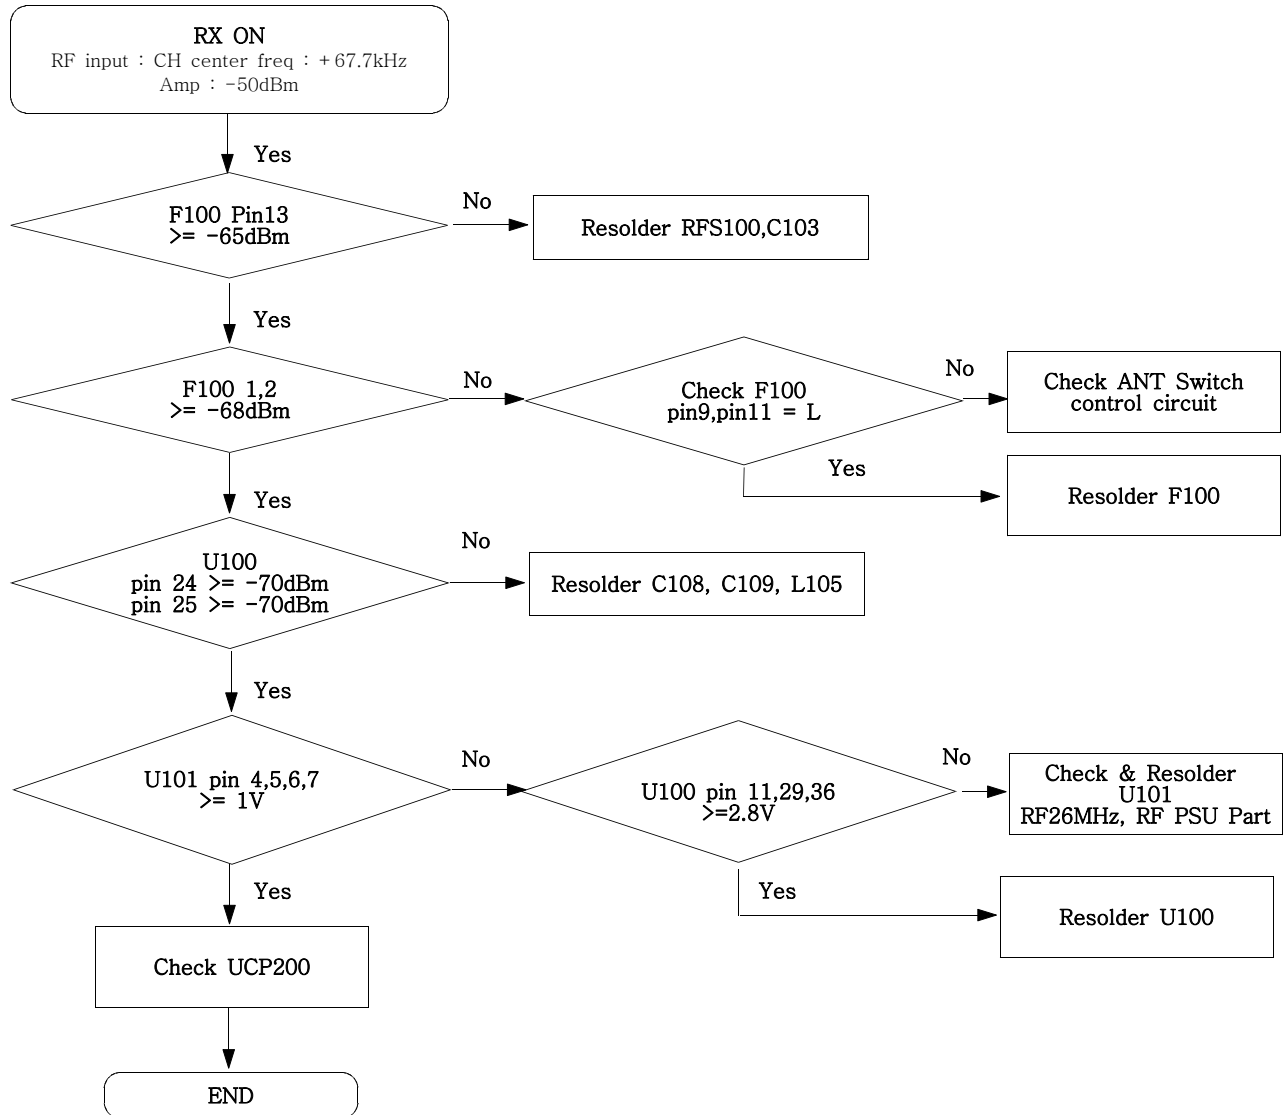 RX ON
RF input : CH center freq : +67.7kHz
Amp : -50dBm
Yes
F100 Pin13
>= -65dBm
No
Resolder RFS100,C103
Yes
F100 1,2
>= -68dBm
No
Check F100
pin9,pin11 = L
No
Check ANT Switch
control circuit
Yes
Resolder F100
Yes
U100
pin 24 >= -70dBm
pin 25 >= -70dBm
No
Resolder C108, C109, L105
Yes
U101 pin 4,5,6,7
>= 1V
No
U100 pin 11,29,36
>=2.8V
No
Check & Resolder
U101
RF26MHz, RF PSU Part
Yes
Resolder U100
Yes
Check UCP200
END